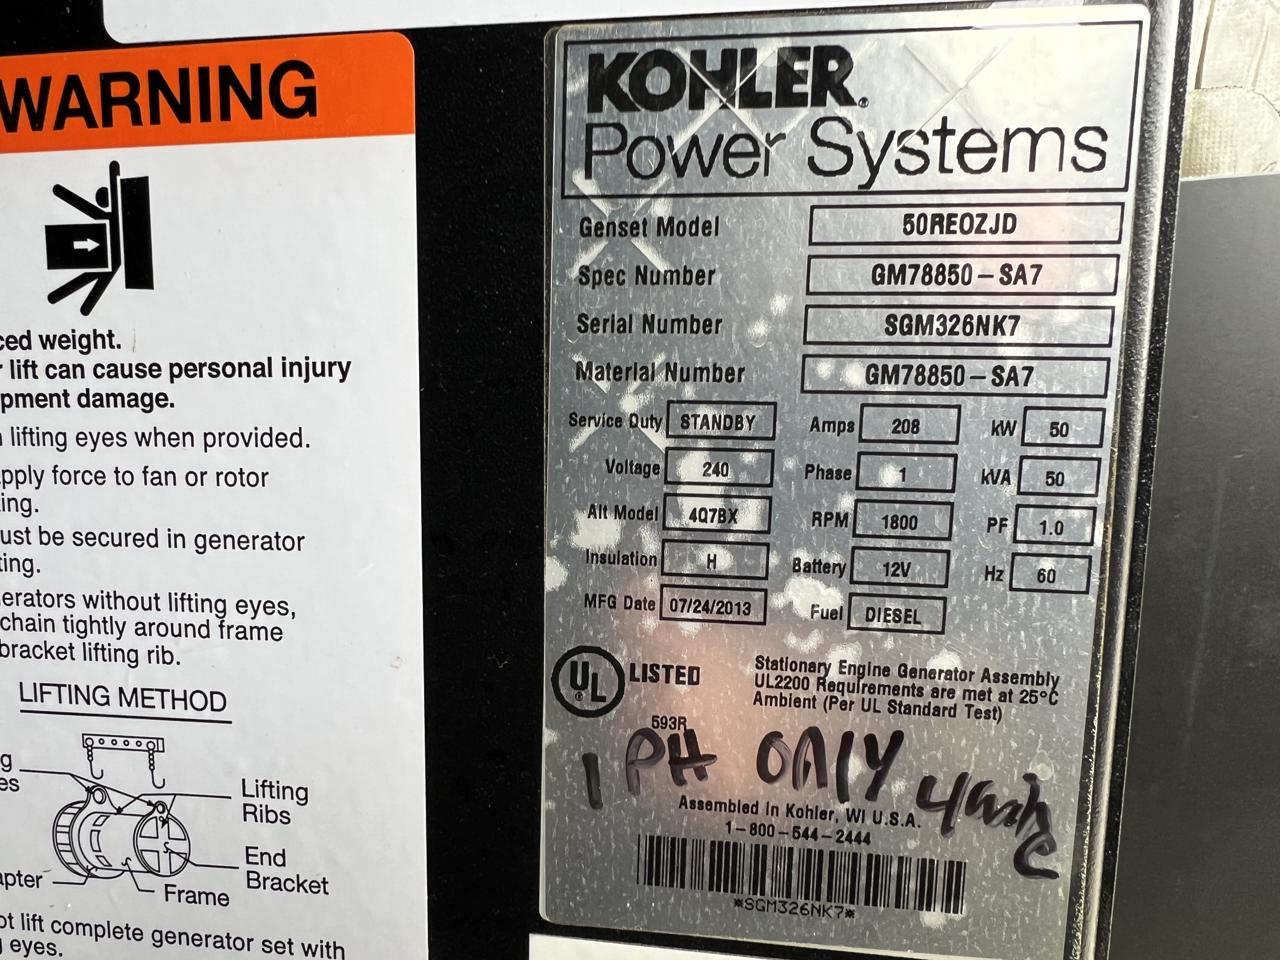 WARNING
ced weight.
lift can cause personal injury
pment damage.
lifting eyes when provided.
pply force to fan or rotor
ing.
ust be secured in generator
ting.
erators without lifting eyes,
chain tightly around frame
bracket lifting rib.
LIFTING METHOD
g
es
Lifting
Ribs
End
Bracket
apter
Frame
ot lift complete generator set with
eyes.
KOHLER®
Power Systems
Genset Model 50REOZJD
Spec Number GM78850-SA7
Serial Number SGM326NK7
Material Number GM78850-SA7
Service Duty STANDBY Amps 208 kW 50
Voltage 240 Phase 1 kVA 50
Alt Model 4Q7BX RPM 1800 PF 1.0
Insulation H Battery 12V Hz 60
MFG Date 07/24/2013 Fuel DIESEL
UL® LISTED
Stationary Engine Generator Assembly
UL2200 Requirements are met at 25°C
Ambient (Per UL Standard Test)
593R
1 PH ONLY 4 wire
Assembled in Kohler, WI U.S.A.
1-800-544-2444
*SGM326NK7*